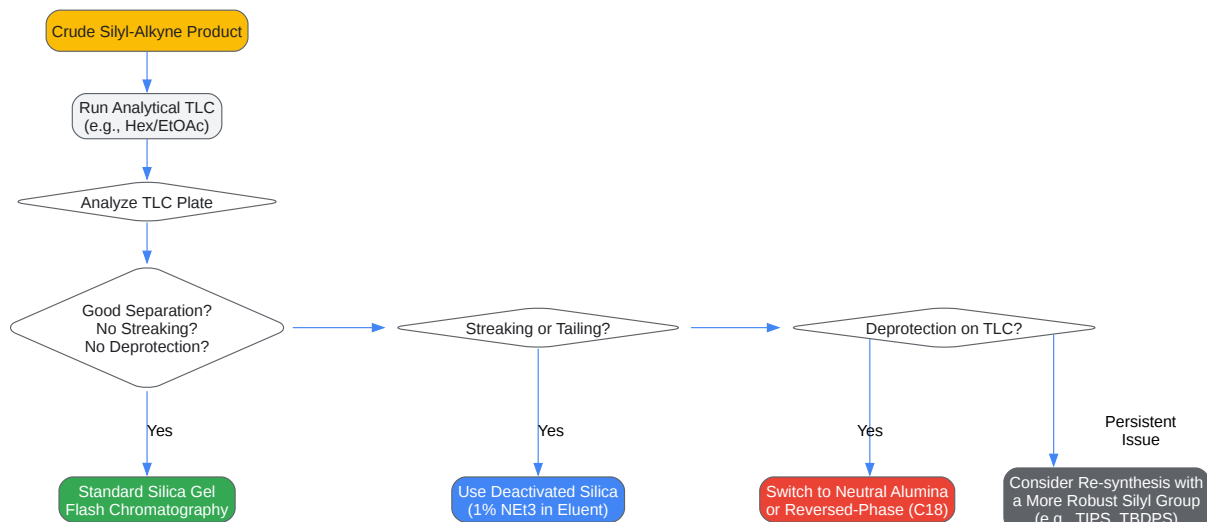 Crude Silyl-Alkyne Product
Run Analytical TLC
(e.g., Hex/EtOAc)
Analyze TLC Plate
Good Separation?
No Streaking?
No Deprotection?
Streaking or Tailing?
Deprotection on TLC?
Yes
Yes
Yes
Persistent
Issue
Standard Silica Gel
Flash Chromatography
Use Deactivated Silica
(1% NEt3 in Eluent)
Switch to Neutral Alumina
or Reversed-Phase (C18)
Consider Re-synthesis with
a More Robust Silyl Group
(e.g., TIPS, TBDPS)